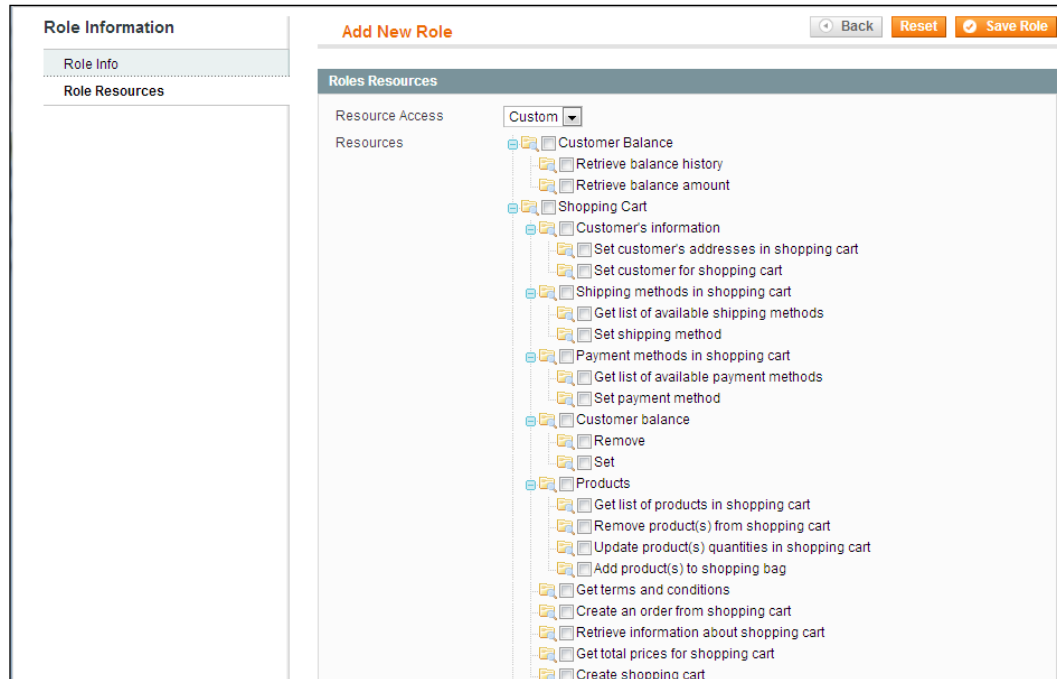 Role Information
Role Info
Role Resources
Add New Role
Back
Reset
Save Role
Roles Resources
Resource Access
Custom
Resources
Customer Balance
Retrieve balance history
Retrieve balance amount
Shopping Cart
Customer's information
Set customer's addresses in shopping cart
Set customer for shopping cart
Shipping methods in shopping cart
Get list of available shipping methods
Set shipping method
Payment methods in shopping cart
Get list of available payment methods
Set payment method
Customer balance
Remove
Set
Products
Get list of products in shopping cart
Remove product(s) from shopping cart
Update product(s) quantities in shopping cart
Add product(s) to shopping bag
Get terms and conditions
Create an order from shopping cart
Retrieve information about shopping cart
Get total prices for shopping cart
Create shopping cart